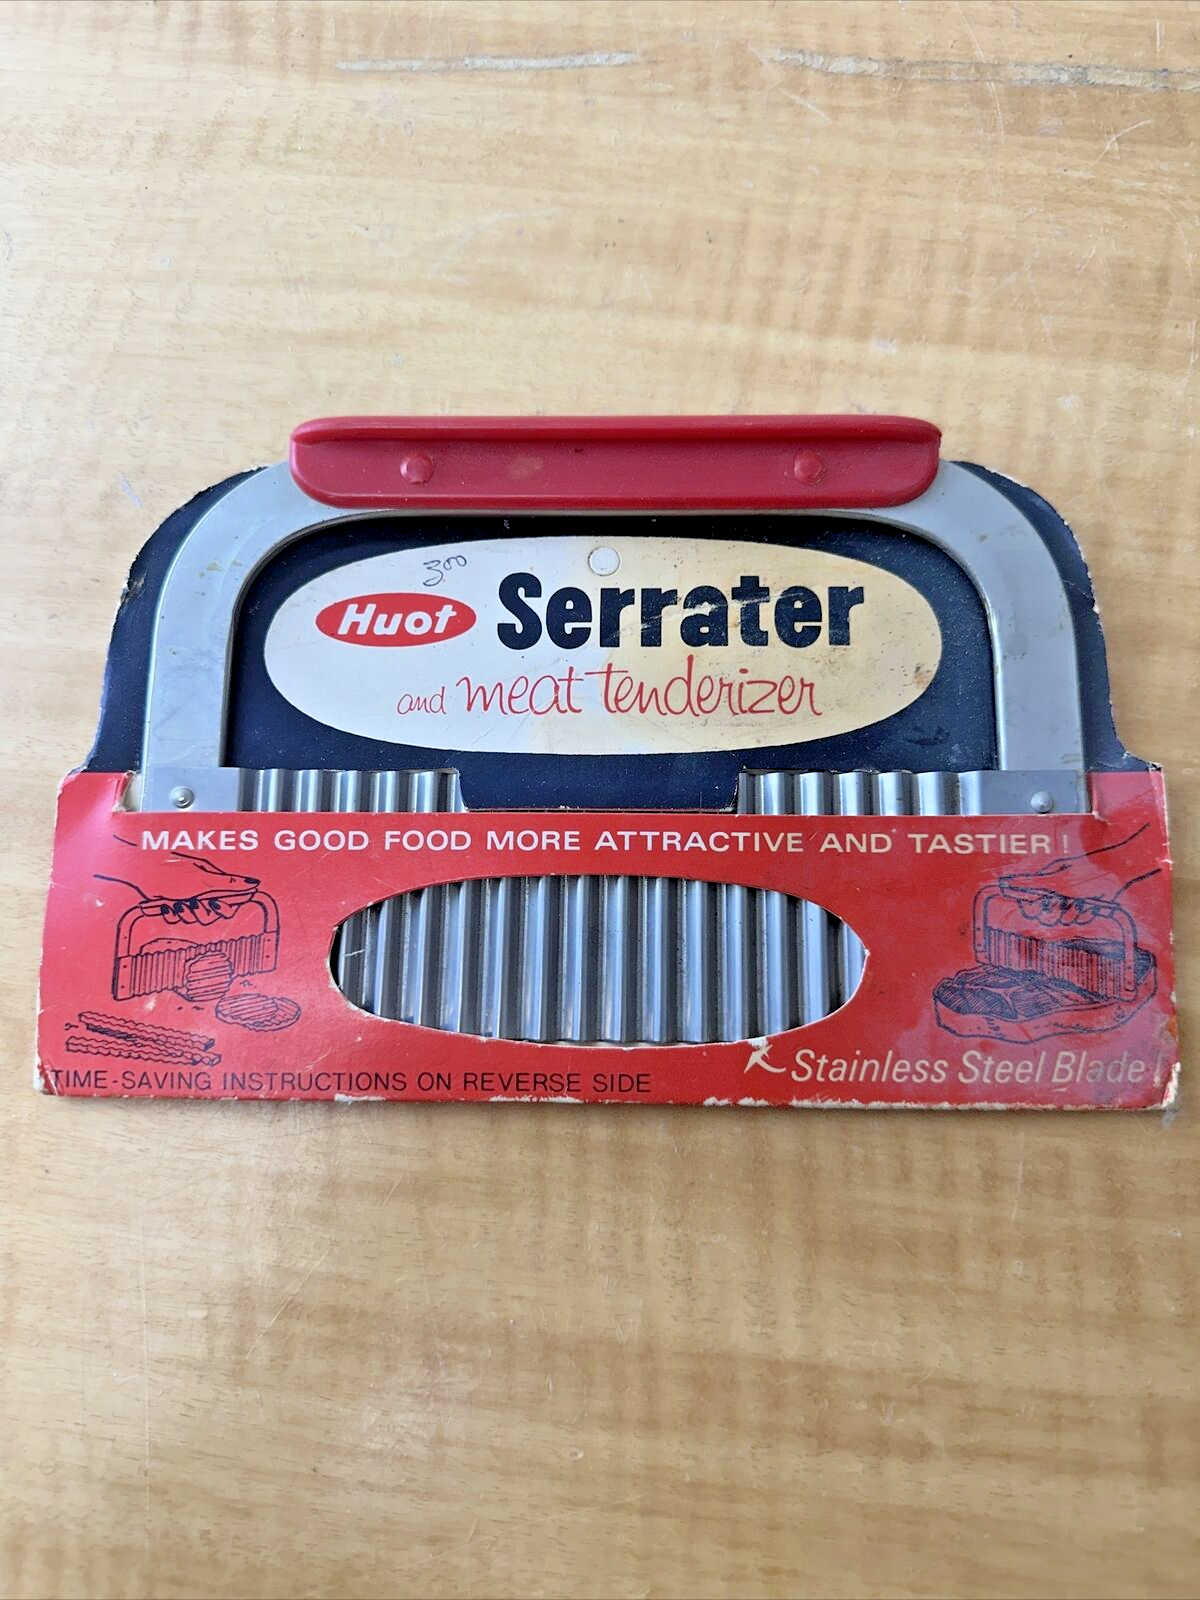 300
Huot Serrater
and meat tenderizer
MAKES GOOD FOOD MORE ATTRACTIVE AND TASTIER!
Stainless Steel Blade!
TIME-SAVING INSTRUCTIONS ON REVERSE SIDE